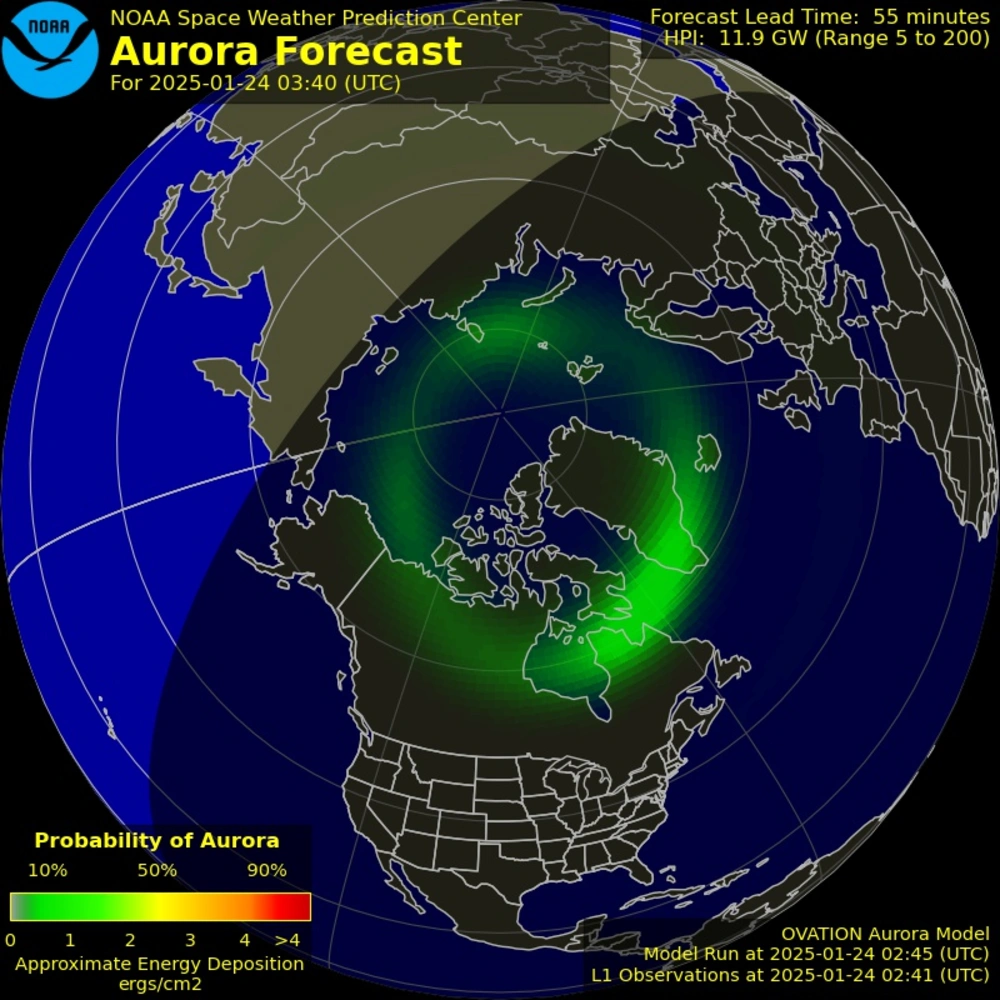 NOAA
NOAA Space Weather Prediction Center
Aurora Forecast
For 2025-01-24 03:40 (UTC)
Forecast Lead Time: 55 minutes
HPI: 11.9 GW (Range 5 to 200)
Probability of Aurora
10% 50% 90%
0 1 2 3 4 >4
Approximate Energy Deposition
ergs/cm2
OVATION Aurora Model
Model Run at 2025-01-24 02:45 (UTC)
L1 Observations at 2025-01-24 02:41 (UTC)